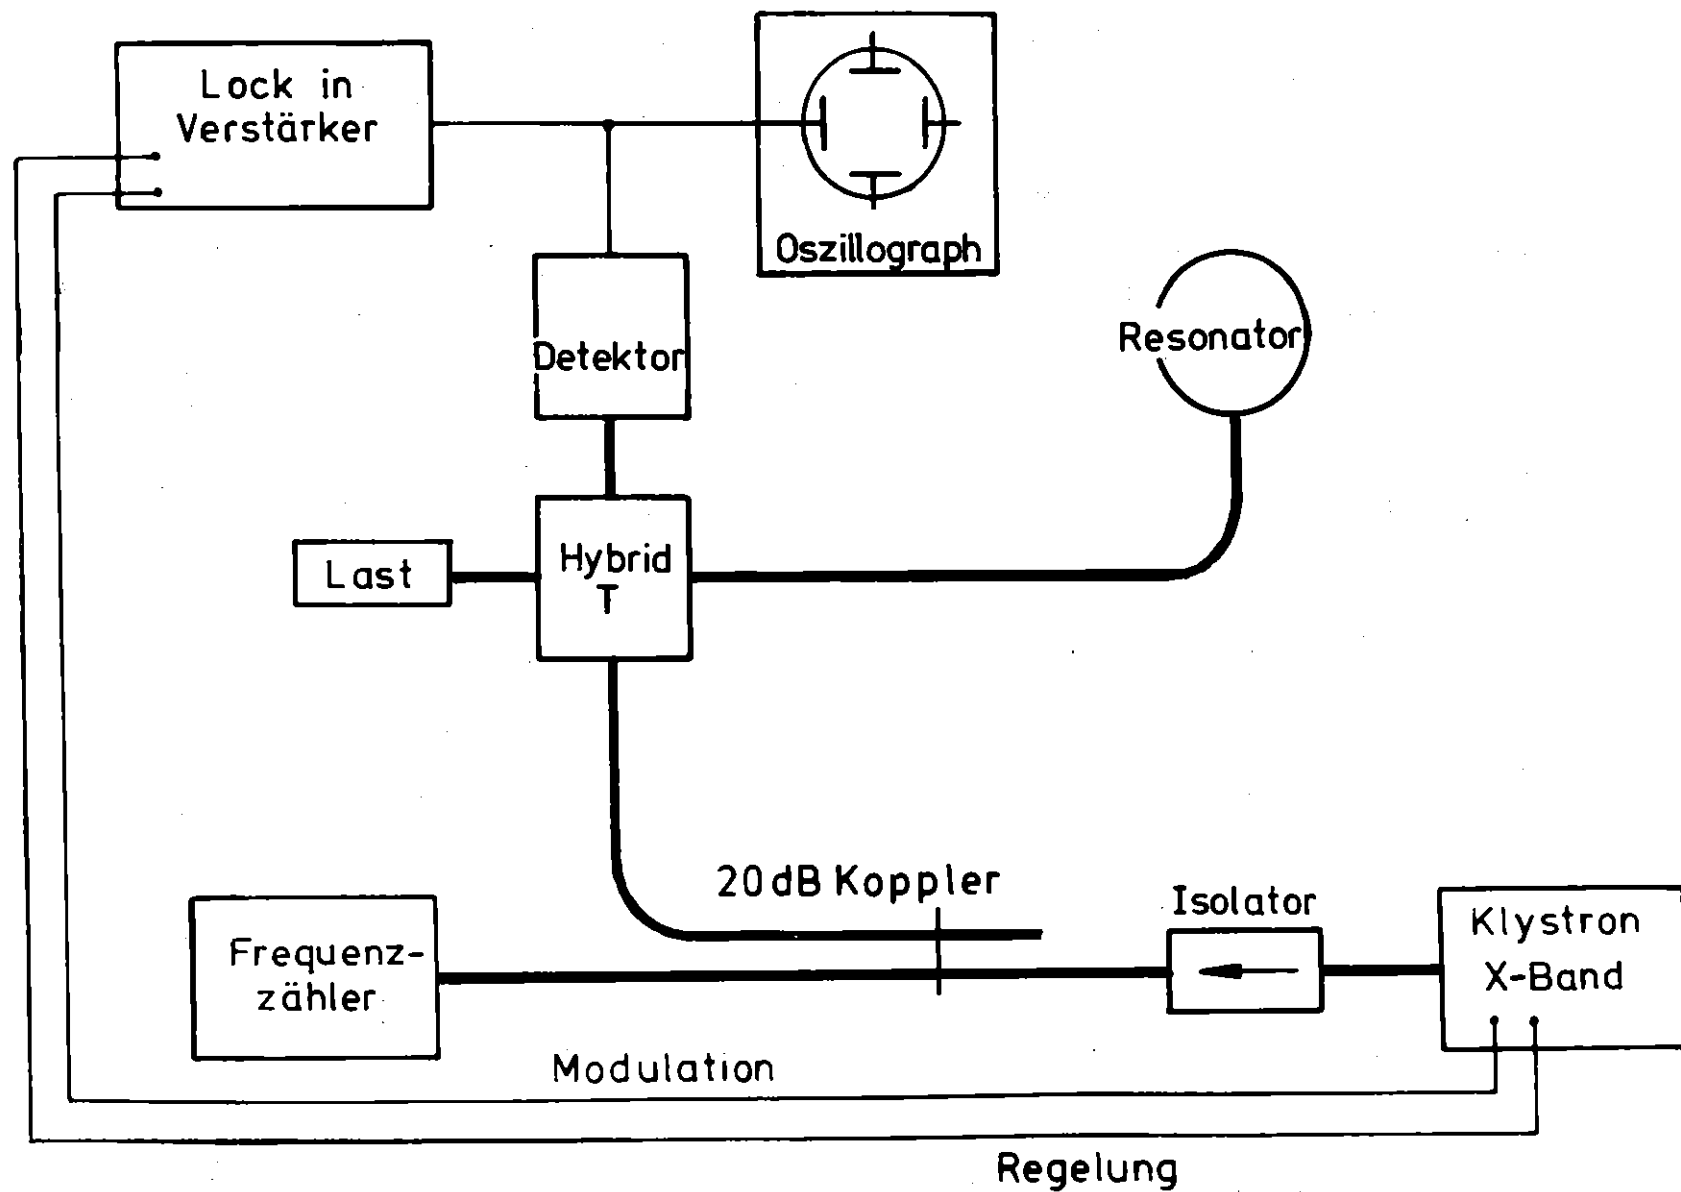 Lock in
Verstärker
Oszillograph
Detektor
Resonator
Hybrid
T
Last
20dB Koppler
Isolator
Klystron
X-Band
Frequenz-
zähler
Modulation
Regelung